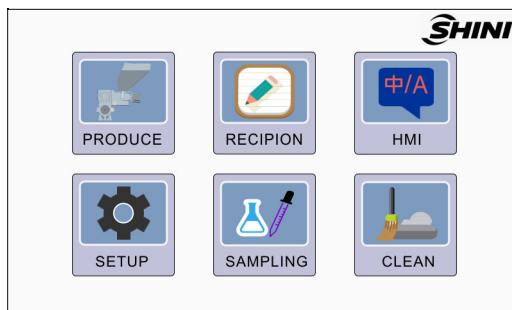 SHINI
中/A
PRODUCE
RECIPION
HMI
SETUP
SAMPLING
CLEAN